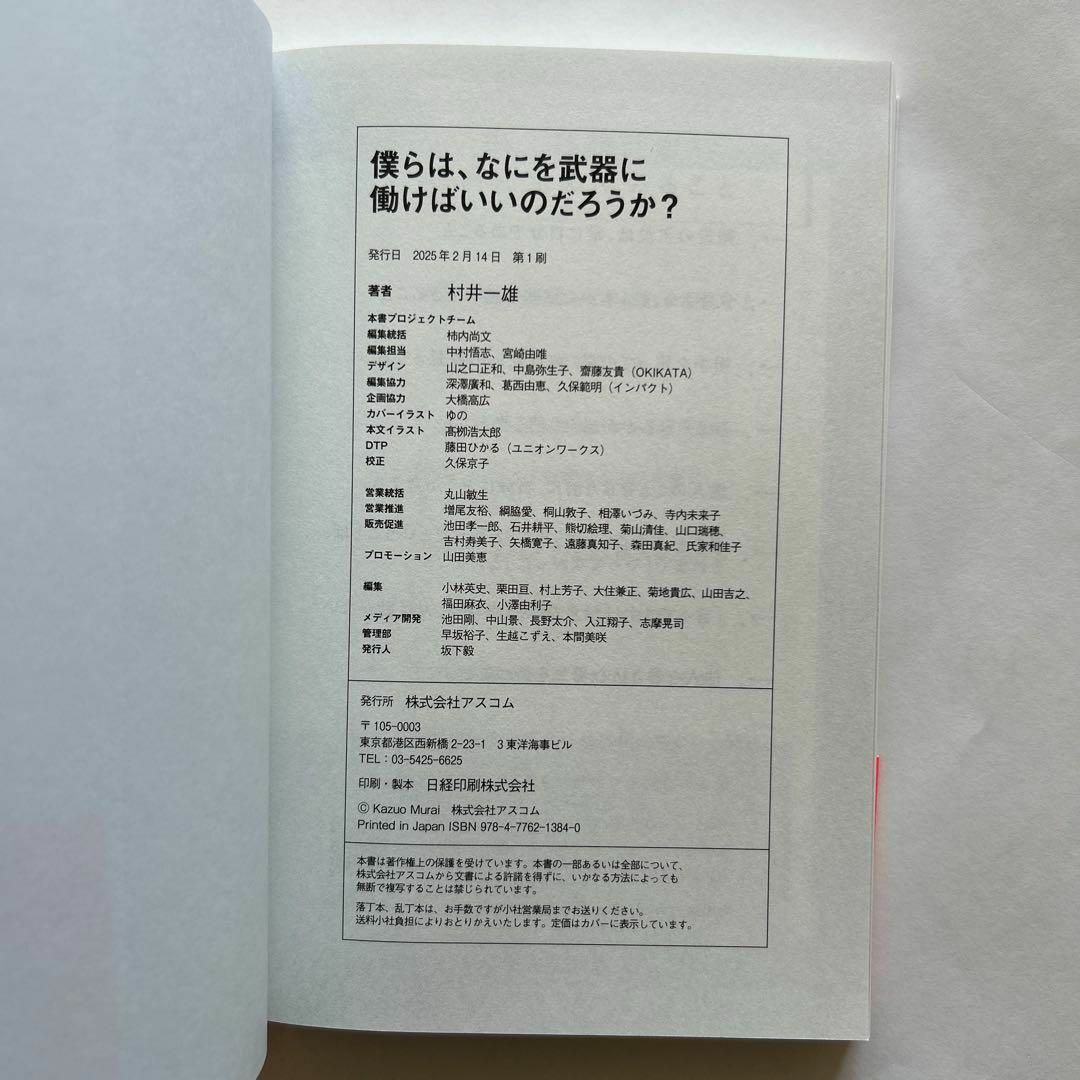 僕らは、なにを武器に
働けばいいのだろうか？
発行日　2025年2月14日　第1刷
著者　村井一雄
本書プロジェクトチーム
編集統括　柿内尚文
編集担当　中村悟志、宮崎由唯
デザイン　山之口正和、中島弥生子、齋藤友貴（OKIKATA）
編集協力　深澤廣和、葛西由恵、久保範明（インパクト）
企画協力　大橋高広
カバーイラスト　ゆの
本文イラスト　髙栁浩太郎
DTP　藤田ひかる（ユニオンワークス）
校正　久保京子
営業統括　丸山敏生
営業推進　増尾友裕、綱脇愛、桐山敦子、相澤いづみ、寺内未来子
販売促進　池田孝一郎、石井耕平、熊切絵理、菊山清佳、山口瑞穂、
吉村寿美子、矢橋寛子、遠藤真知子、森田真紀、氏家和佳子
プロモーション　山田美恵
編集　小林英史、栗田亘、村上芳子、大住兼正、菊地貴広、山田吉之、
福田麻衣、小澤由利子
メディア開発　池田剛、中山景、長野太介、入江翔子、志摩晃司
管理部　早坂裕子、生越こずえ、本間美咲
発行人　坂下毅
発行所　株式会社アスコム
〒105-0003
東京都港区西新橋2-23-1　3東洋海事ビル
TEL：03-5425-6625
印刷・製本　日経印刷株式会社
© Kazuo Murai　株式会社アスコム
Printed in Japan ISBN 978-4-7762-1384-0
本書は著作権上の保護を受けています。本書の一部あるいは全部について、
株式会社アスコムから文書による許諾を得ずに、いかなる方法によっても
無断で複写することは禁じられています。
落丁本、乱丁本は、お手数ですが小社営業局までお送りください。
送料小社負担によりおとりかえいたします。定価はカバーに表示しています。